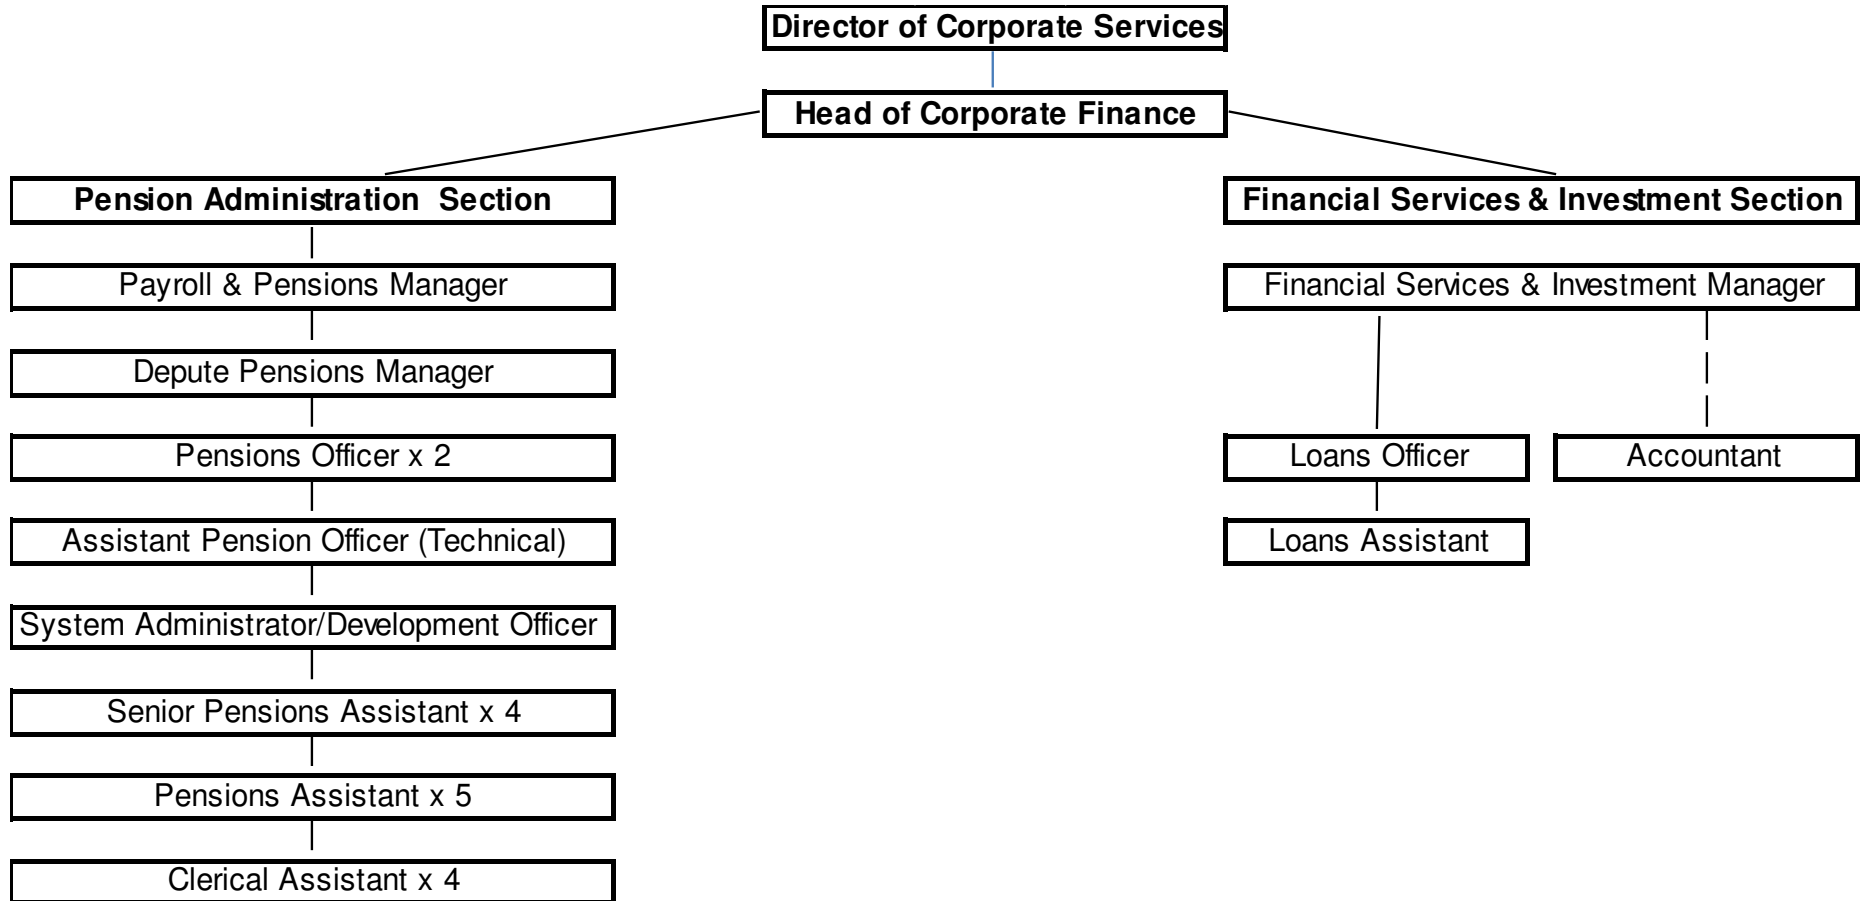 Director of Corporate Services
Head of Corporate Finance
Pension Administration Section
Payroll & Pensions Manager
Depute Pensions Manager
Pensions Officer x 2
Assistant Pension Officer (Technical)
System Administrator/Development Officer
Senior Pensions Assistant x 4
Pensions Assistant x 5
Clerical Assistant x 4
Financial Services & Investment Section
Financial Services & Investment Manager
Loans Officer
Loans Assistant
Accountant